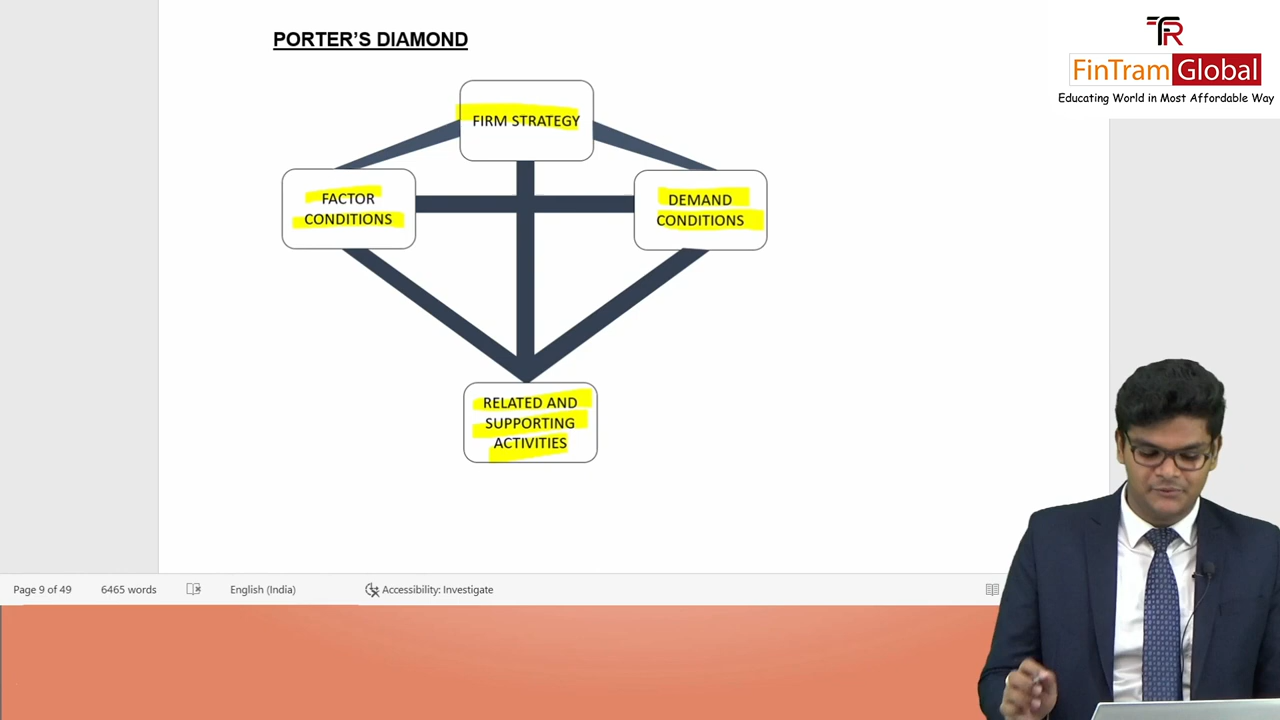 PORTER'S DIAMOND
TR
FinTram Global
Educating World in Most Affordable Way
FIRM STRATEGY
FACTOR
CONDITIONS
DEMAND
CONDITIONS
RELATED AND
SUPPORTING
ACTIVITIES
Page 9 of 49
6465 words
English (India)
Accessibility: Investigate